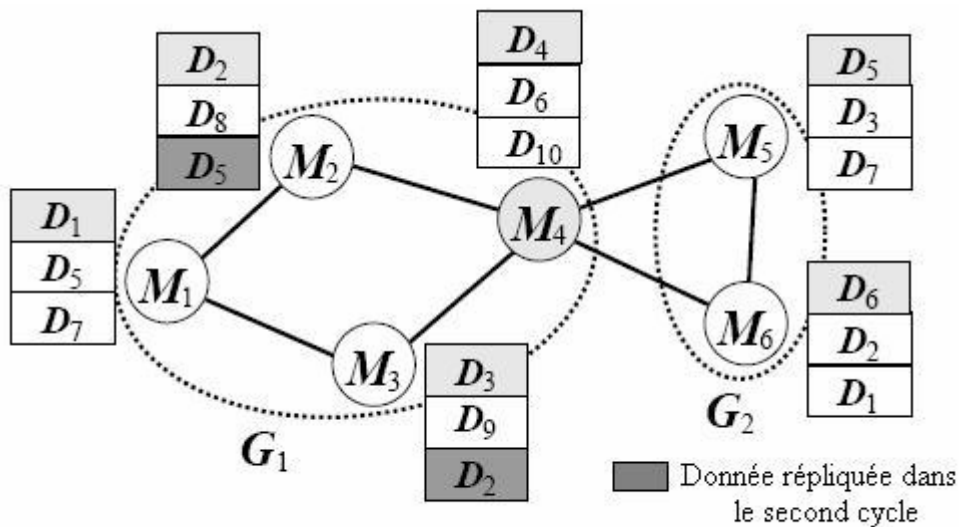 D2
D8
D5
D4
D6
D10
D5
D3
D7
D1
D5
D7
M2
M5
M4
M1
M3
M6
D6
D2
D1
D3
D9
D2
G1
G2
Donnée répliquée dans
le second cycle